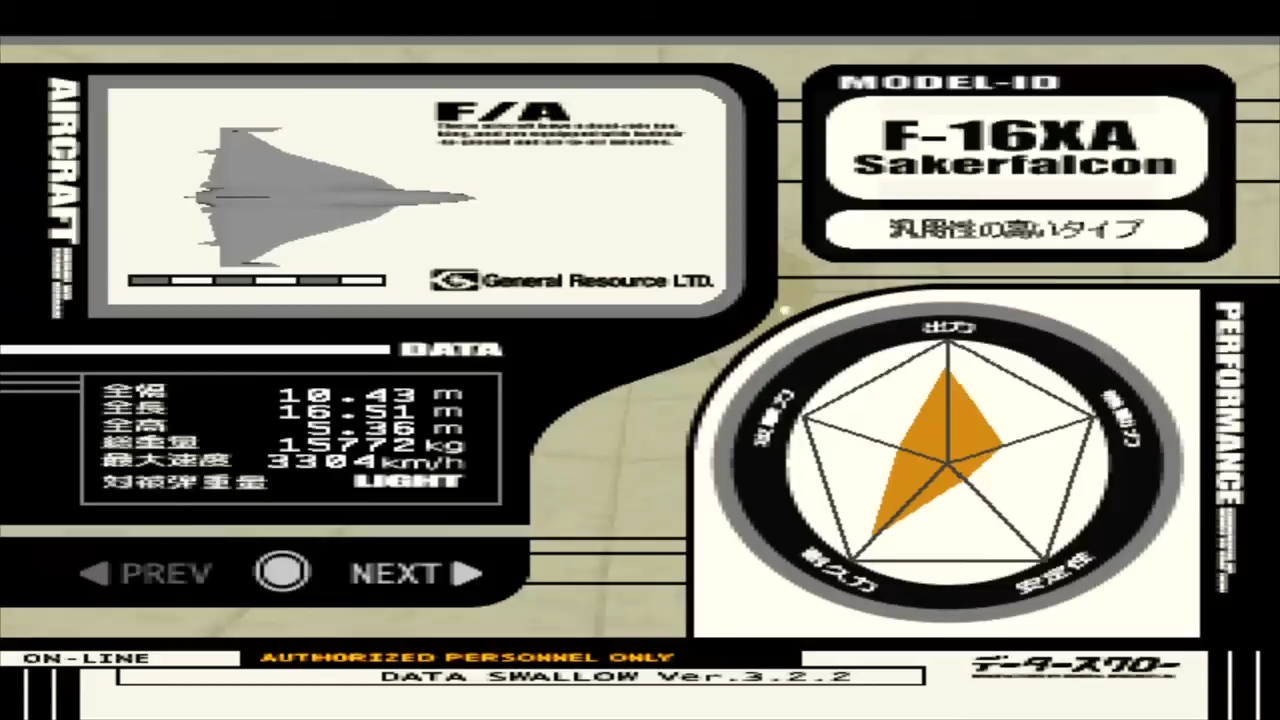 AIRCRAFT
F/A
General Resource LTD.
MODEL-ID
F-16XA
Sakerfalcon
汎用性の高いタイプ
DATA
全幅 10.43 m
全長 16.51 m
全高 5.36 m
総重量 15772 kg
最大速度 3304 km/h
対被弾重量 LIGHT
PERFORMANCE
出力
耐久力
安定性
PREV
NEXT
ON-LINE
AUTHORIZED PERSONNEL ONLY
DATA SWALLOW Ver.3.2.2
データースワロー